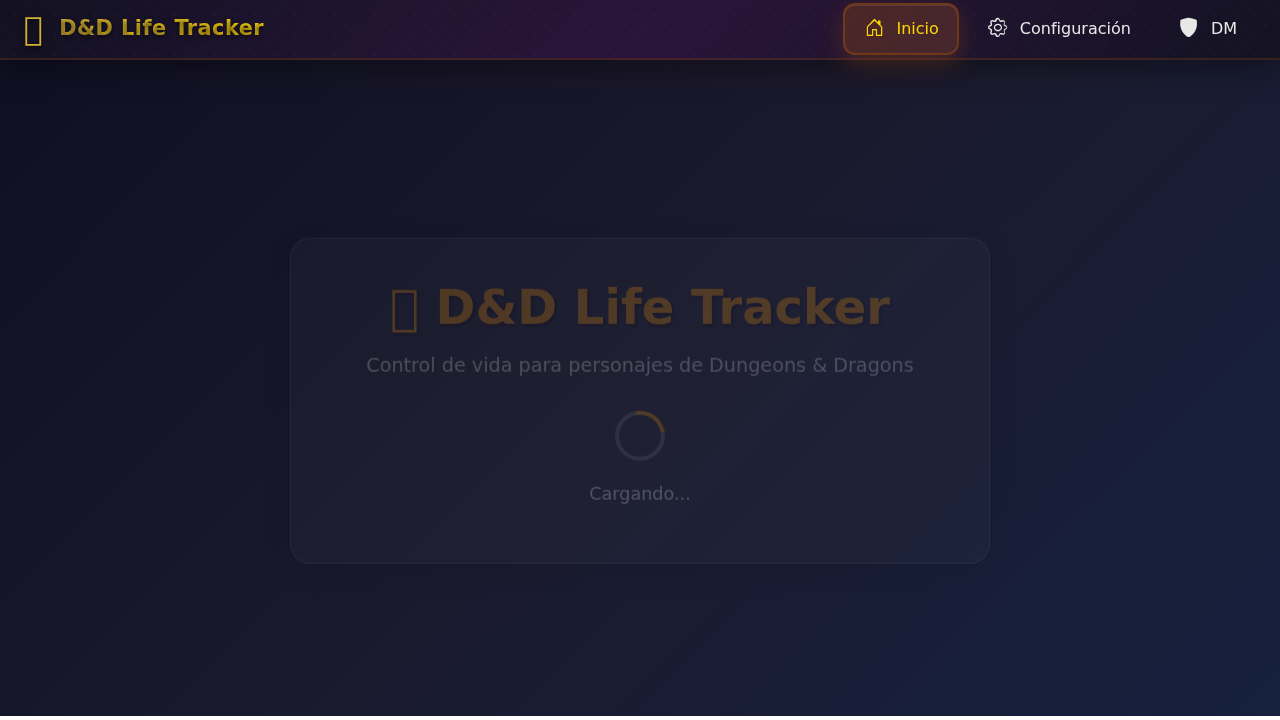 D&D Life Tracker
Inicio
Configuración
DM
D&D Life Tracker
Control de vida para personajes de Dungeons & Dragons
Cargando...